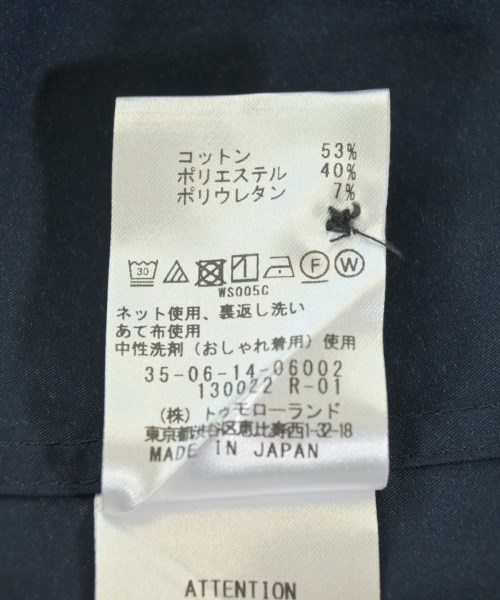 コットン 53%
ポリエステル 40%
ポリウレタン 7%
30 F W
WS005C
ネット使用、裏返し洗い
あて布使用
中性洗剤（おしゃれ着用）使用
35-06-14-06002
130022 R-01
（株）トゥモローランド
東京都渋谷区恵比寿西1-32-18
MADE IN JAPAN
ATTENTION